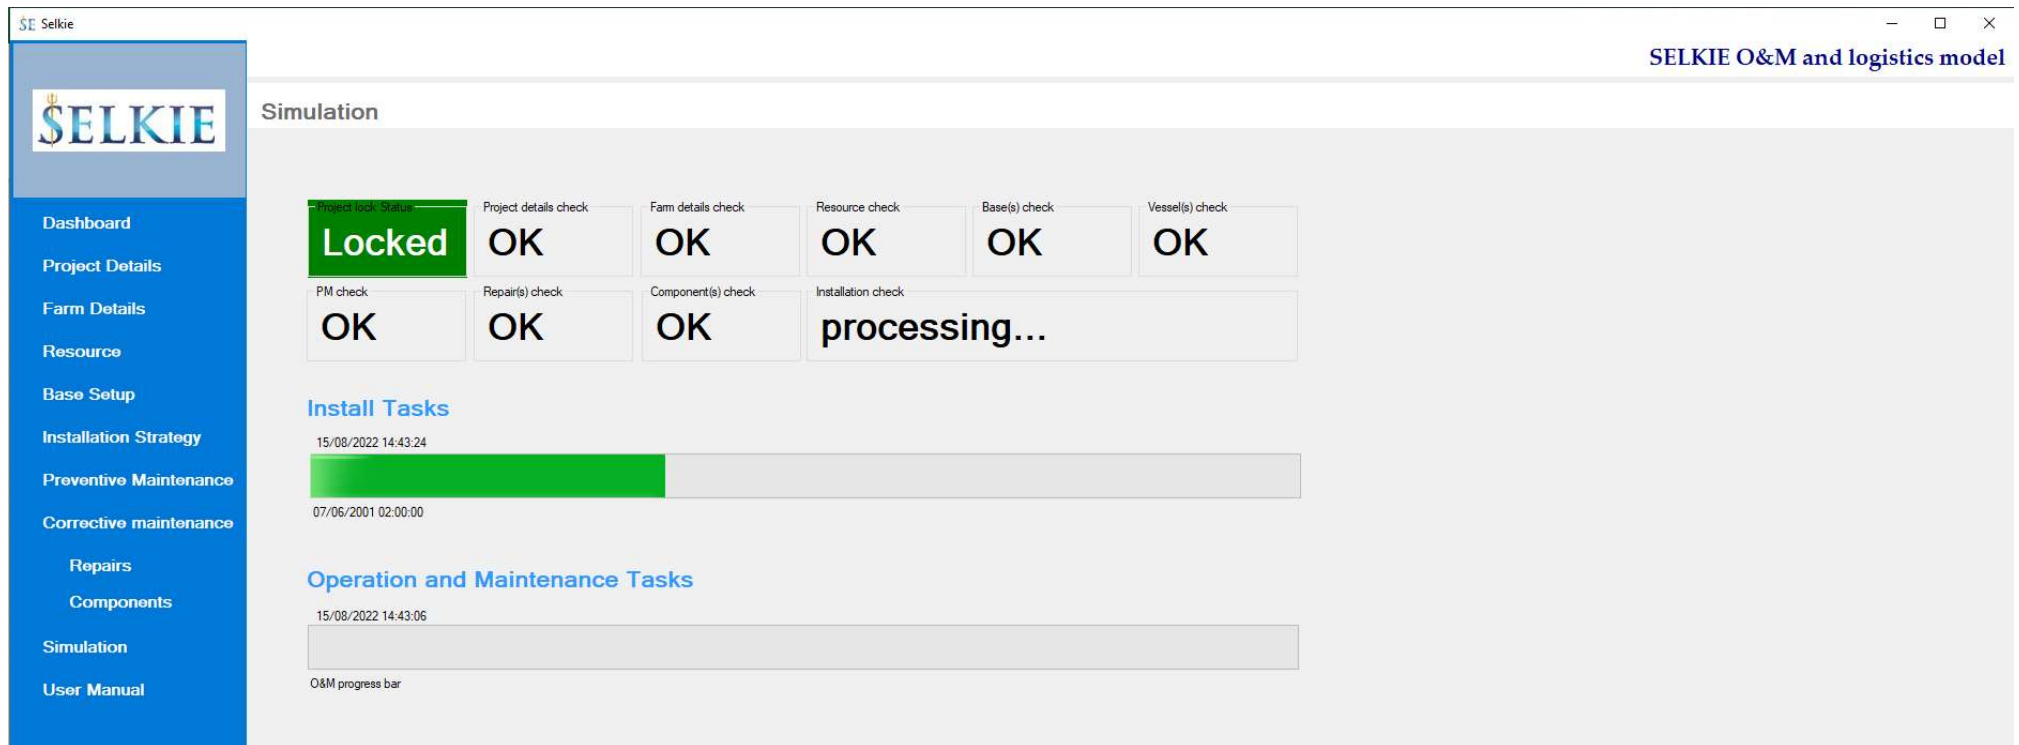 SE Selkie
SELKIE O&M and logistics model
SELKIE
Simulation
Dashboard
Project Details
Farm Details
Resource
Base Setup
Installation Strategy
Preventive Maintenance
Corrective maintenance
Repairs
Components
Simulation
User Manual
Project lock Status
Locked
Project details check
OK
Farm details check
OK
Resource check
OK
Base(s) check
OK
Vessel(s) check
OK
PM check
OK
Repair(s) check
OK
Component(s) check
OK
Installation check
processing...
Install Tasks
15/08/2022 14:43:24
07/06/2001 02:00:00
Operation and Maintenance Tasks
15/08/2022 14:43:06
O&M progress bar